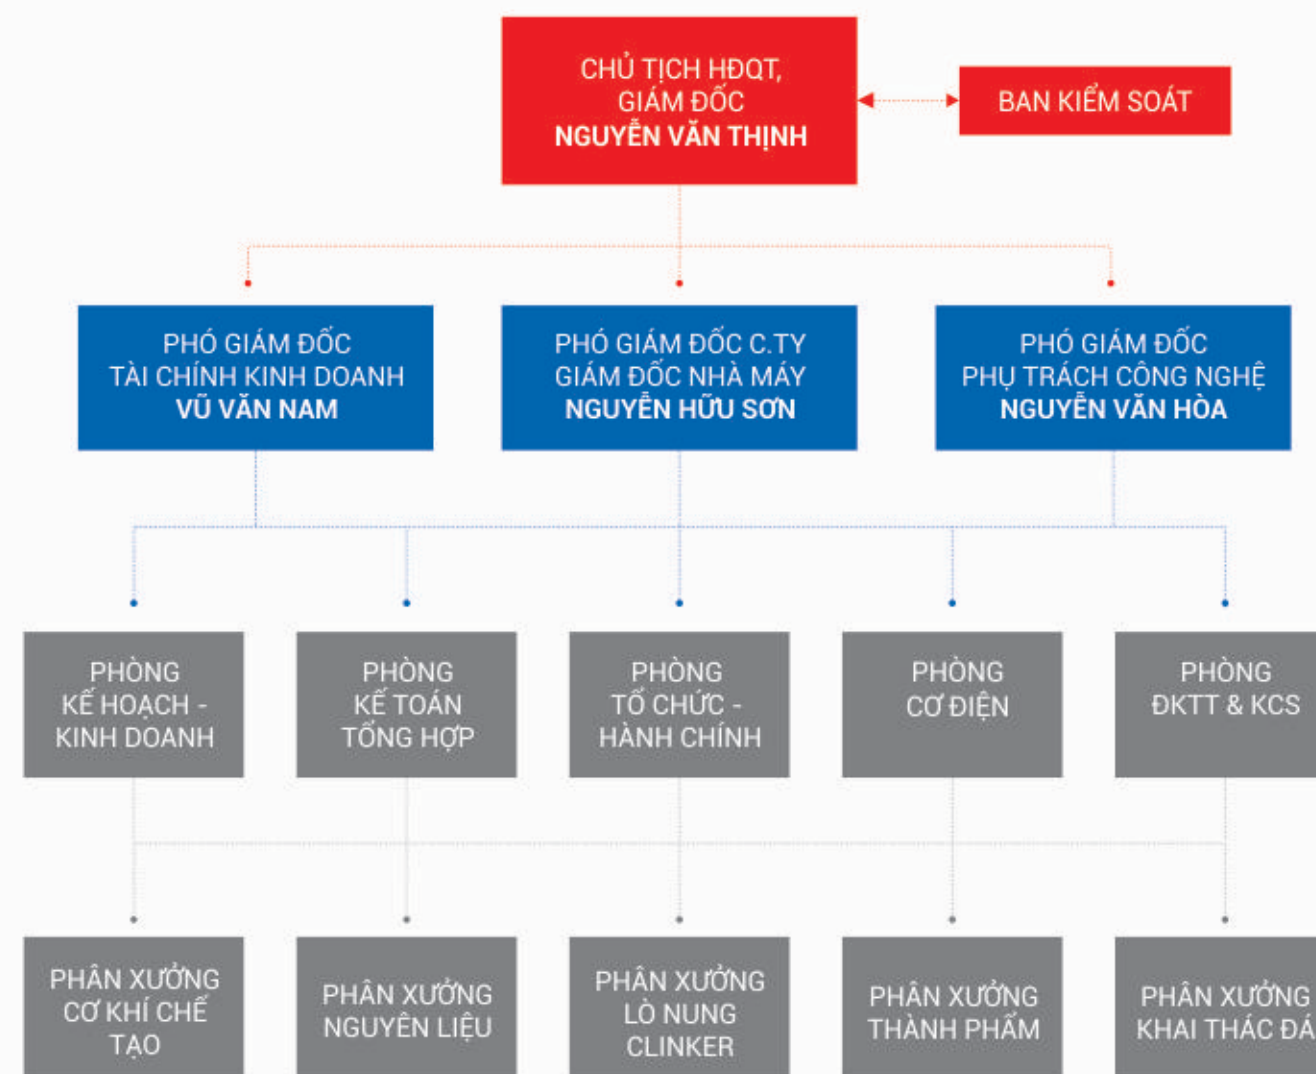 CHỦ TỊCH HĐQT,
GIÁM ĐỐC
NGUYỄN VĂN THỊNH
BAN KIỂM SOÁT
PHÓ GIÁM ĐỐC
TÀI CHÍNH KINH DOANH
VŨ VĂN NAM
PHÓ GIÁM ĐỐC C.TY
GIÁM ĐỐC NHÀ MÁY
NGUYỄN HỮU SƠN
PHÓ GIÁM ĐỐC
PHỤ TRÁCH CÔNG NGHỆ
NGUYỄN VĂN HÒA
PHÒNG
KẾ HOẠCH -
KINH DOANH
PHÒNG
KẾ TOÁN
TỔNG HỢP
PHÒNG
TỔ CHỨC -
HÀNH CHÍNH
PHÒNG
CƠ ĐIỆN
PHÒNG
ĐKTT & KCS
PHÂN XƯỞNG
CƠ KHÍ CHẾ
TẠO
PHÂN XƯỞNG
NGUYÊN LIỆU
PHÂN XƯỞNG
LÒ NUNG
CLINKER
PHÂN XƯỞNG
THÀNH PHẨM
PHÂN XƯỞNG
KHAI THÁC ĐÁ